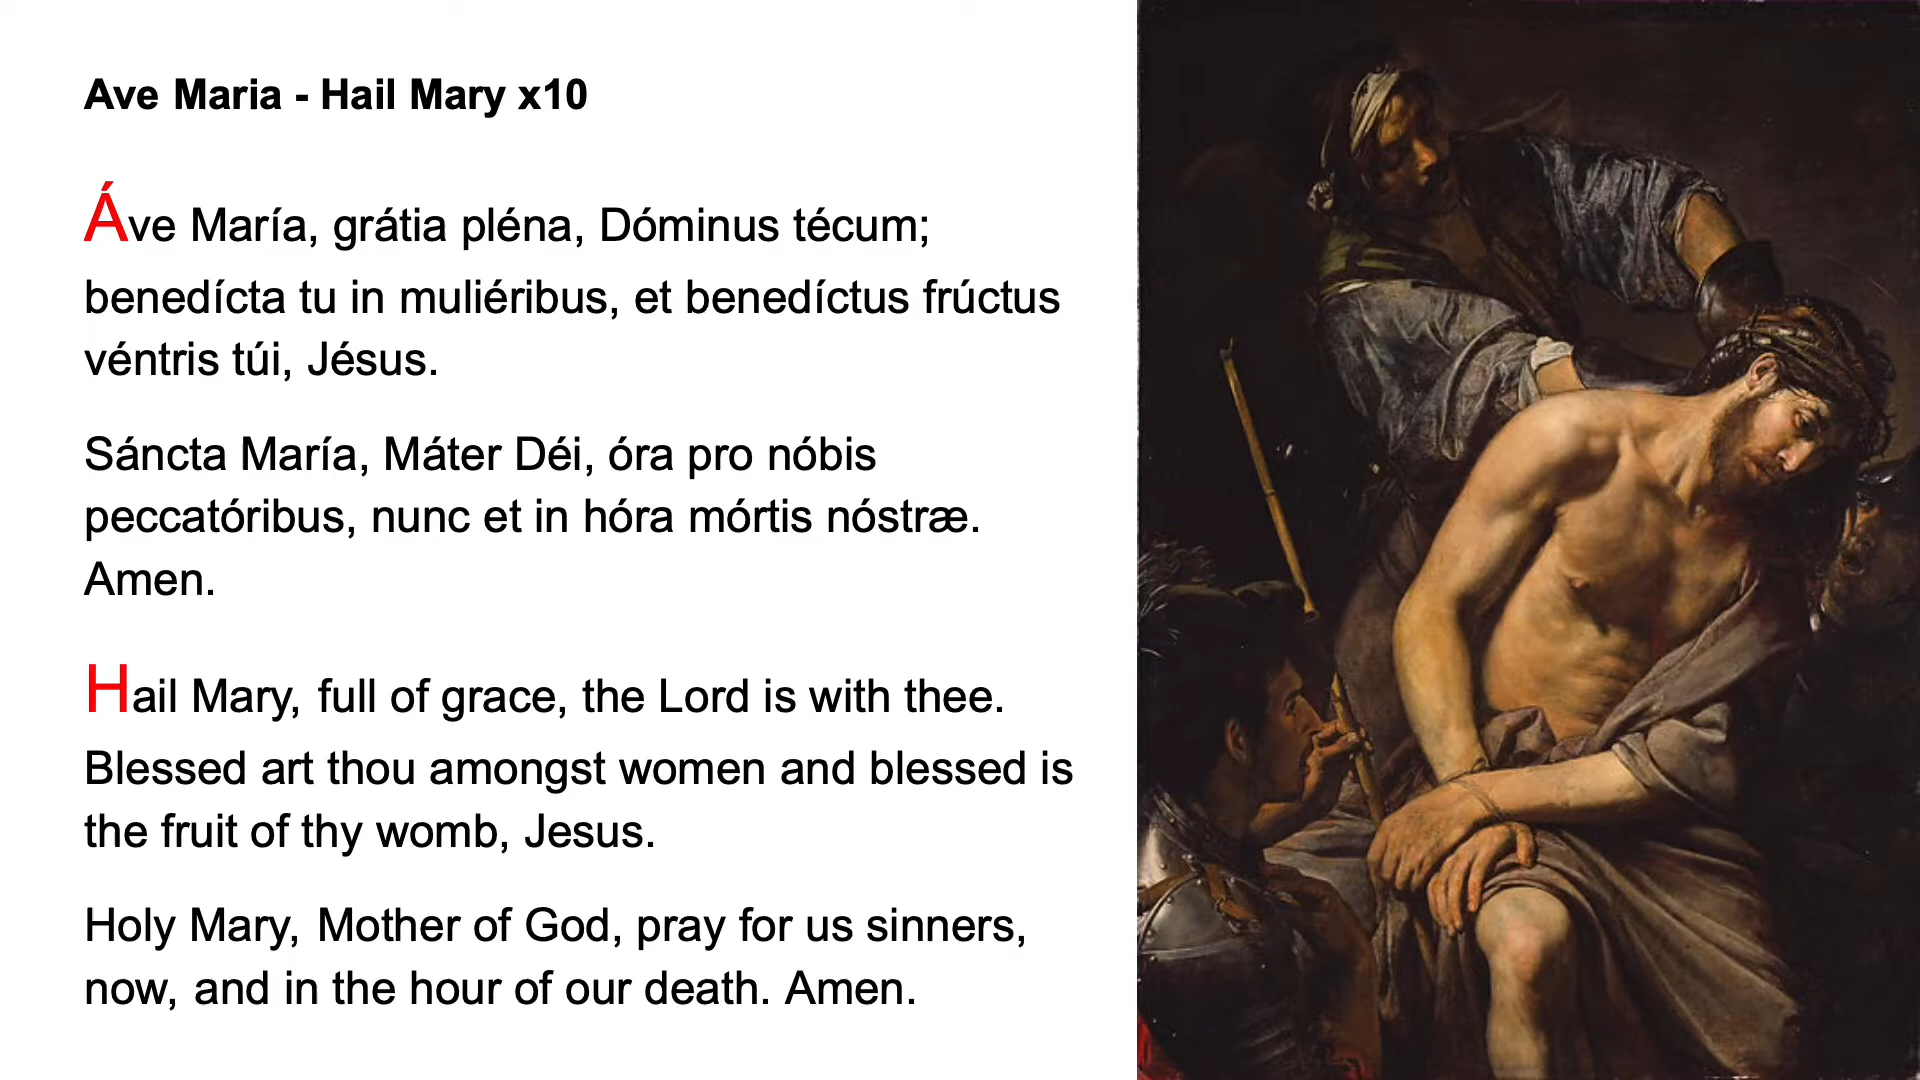 Ave Maria - Hail Mary x10
Áve María, grátia pléna, Dóminus técum;
benedícta tu in muliéribus, et benedíctus frúctus
véntris túi, Jésus.
Sáncta María, Máter Déi, óra pro nóbis
peccatóribus, nunc et in hóra mórtis nóstræ.
Amen.
Hail Mary, full of grace, the Lord is with thee.
Blessed art thou amongst women and blessed is
the fruit of thy womb, Jesus.
Holy Mary, Mother of God, pray for us sinners,
now, and in the hour of our death. Amen.